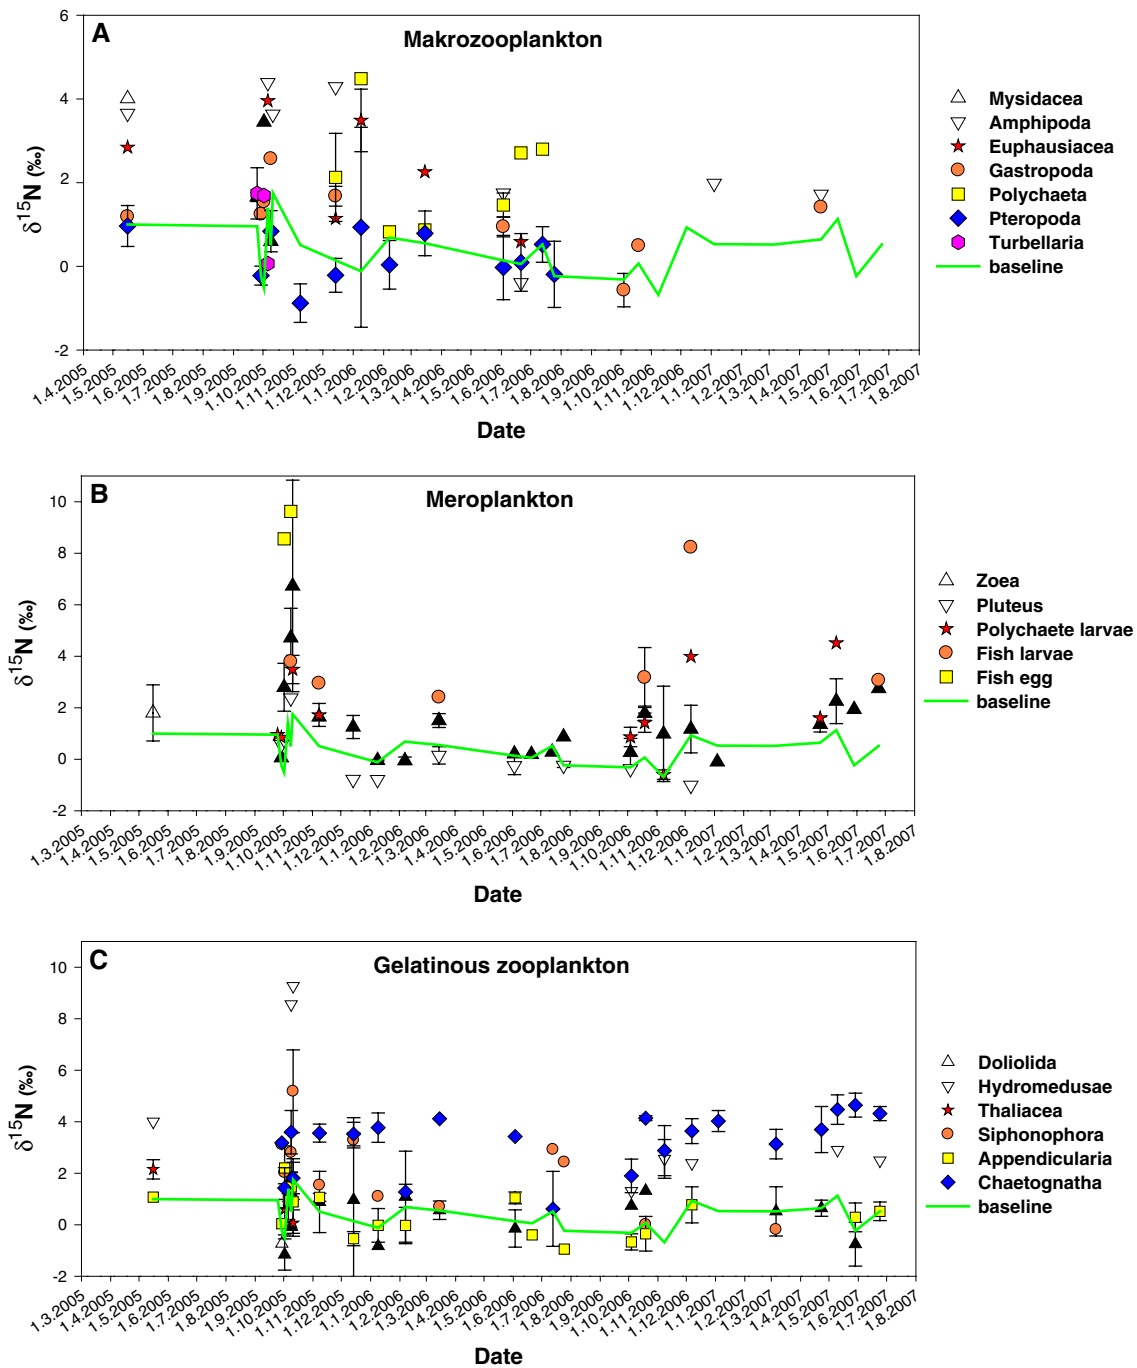 A
Makrozooplankton
6
4
2
0
-2
δ15N (‰)
1.4.2005 1.5.2005 1.6.2005 1.7.2005 1.8.2005 1.9.2005 1.10.2005 1.11.2005 1.12.2005 1.1.2006 1.2.2006 1.3.2006 1.4.2006 1.5.2006 1.6.2006 1.7.2006 1.8.2006 1.9.2006 1.10.2006 1.11.2006 1.12.2006 1.1.2007 1.2.2007 1.3.2007 1.4.2007 1.5.2007 1.6.2007 1.7.2007 1.8.2007
Date
Mysidacea
Amphipoda
Euphausiacea
Gastropoda
Polychaeta
Pteropoda
Turbellaria
baseline
B
Meroplankton
10
8
6
4
2
0
-2
δ15N (‰)
1.3.2005 1.4.2005 1.5.2005 1.6.2005 1.7.2005 1.8.2005 1.9.2005 1.10.2005 1.11.2005 1.12.2005 1.1.2006 1.2.2006 1.3.2006 1.4.2006 1.5.2006 1.6.2006 1.7.2006 1.8.2006 1.9.2006 1.10.2006 1.11.2006 1.12.2006 1.1.2007 1.2.2007 1.3.2007 1.4.2007 1.5.2007 1.6.2007 1.7.2007 1.8.2007
Date
Zoea
Pluteus
Polychaete larvae
Fish larvae
Fish egg
baseline
C
Gelatinous zooplankton
10
8
6
4
2
0
-2
δ15N (‰)
1.3.2005 1.4.2005 1.5.2005 1.6.2005 1.7.2005 1.8.2005 1.9.2005 1.10.2005 1.11.2005 1.12.2005 1.1.2006 1.2.2006 1.3.2006 1.4.2006 1.5.2006 1.6.2006 1.7.2006 1.8.2006 1.9.2006 1.10.2006 1.11.2006 1.12.2006 1.1.2007 1.2.2007 1.3.2007 1.4.2007 1.5.2007 1.6.2007 1.7.2007 1.8.2007
Date
Doliolida
Hydromedusae
Thaliacea
Siphonophora
Appendicularia
Chaetognatha
baseline